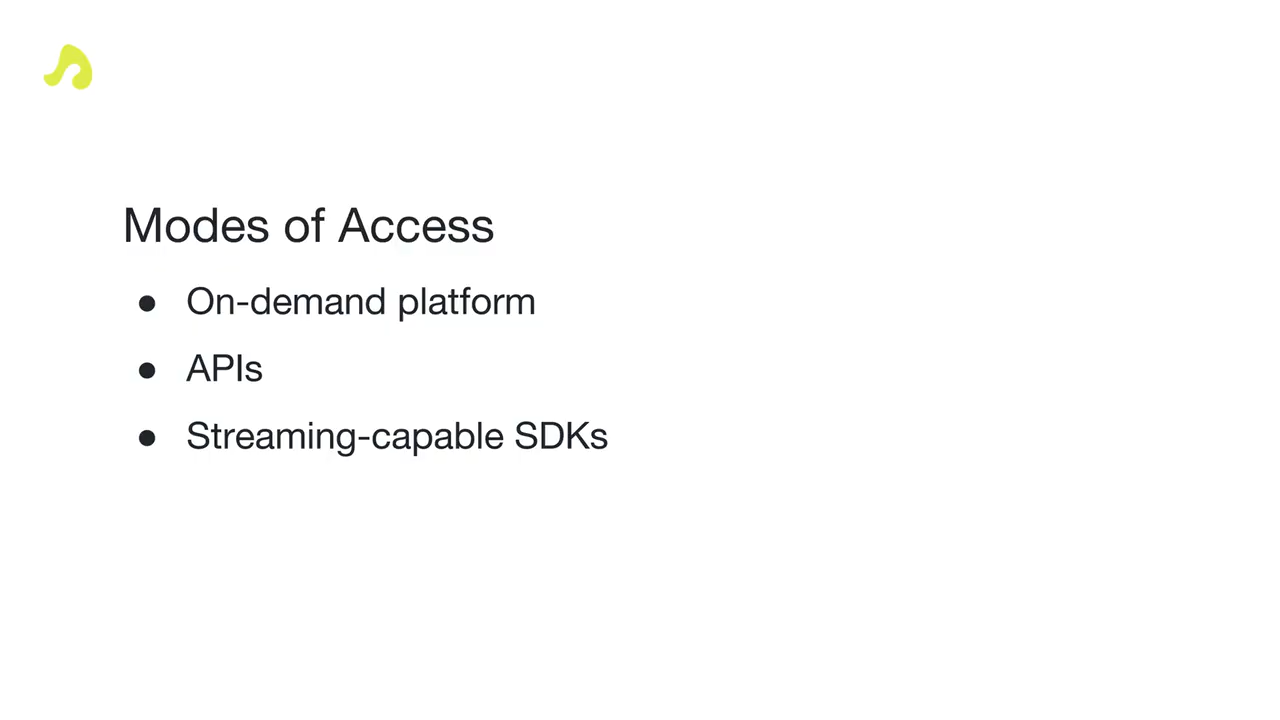 Modes of Access
● On-demand platform
● APIs
● Streaming-capable SDKs